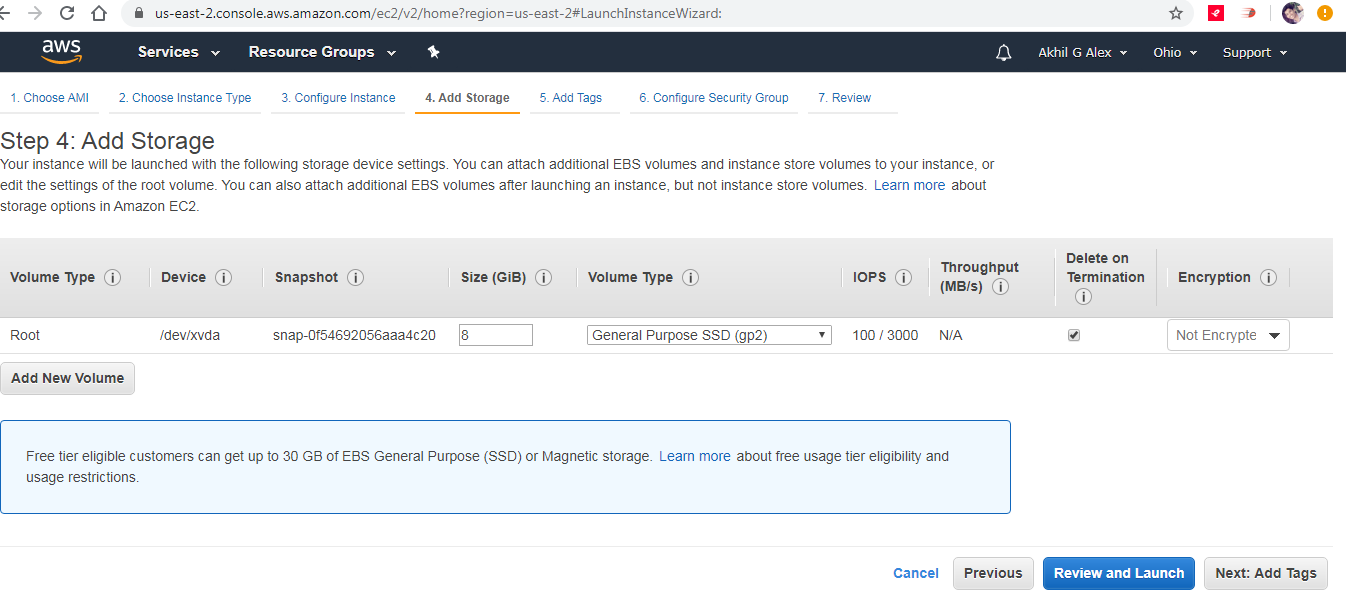 us-east-2.console.aws.amazon.com/ec2/v2/home?region=us-east-2#LaunchInstanceWizard:
aws Services Resource Groups Akhil G Alex Ohio Support
1. Choose AMI 2. Choose Instance Type 3. Configure Instance 4. Add Storage 5. Add Tags 6. Configure Security Group 7. Review
Step 4: Add Storage
Your instance will be launched with the following storage device settings. You can attach additional EBS volumes and instance store volumes to your instance, or
edit the settings of the root volume. You can also attach additional EBS volumes after launching an instance, but not instance store volumes. Learn more about
storage options in Amazon EC2.
Volume Type i Device i Snapshot i Size (GiB) i Volume Type i IOPS i Throughput (MB/s) i Delete on Termination i Encryption i
Root /dev/xvda snap-0f54692056aaa4c20 8 General Purpose SSD (gp2) 100 / 3000 N/A Not Encrypte
Add New Volume
Free tier eligible customers can get up to 30 GB of EBS General Purpose (SSD) or Magnetic storage. Learn more about free usage tier eligibility and
usage restrictions.
Cancel Previous Review and Launch Next: Add Tags